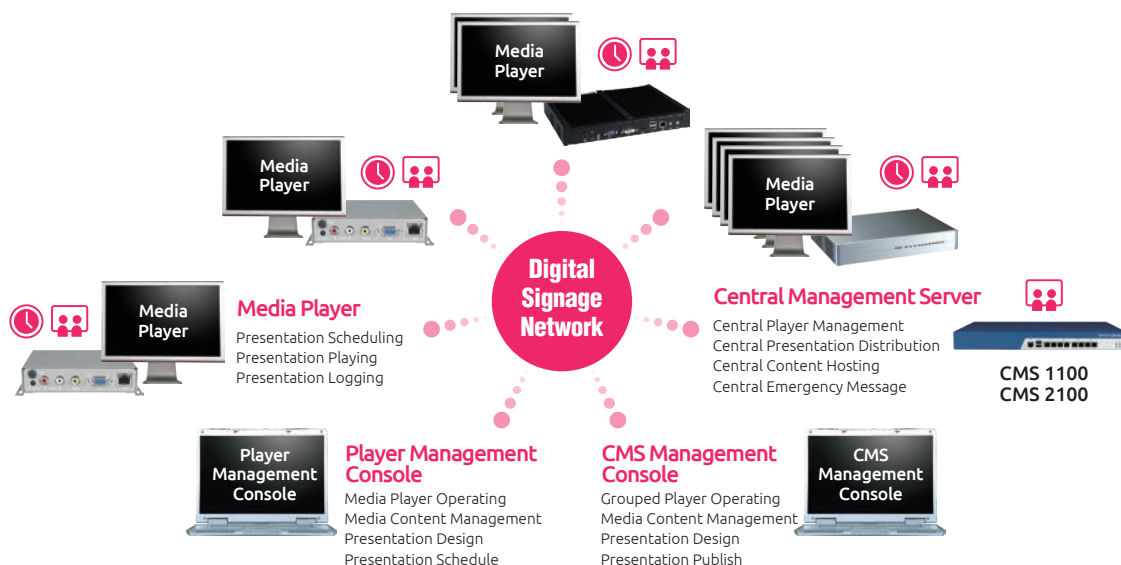 Media
Player
Media
Player
Media
Player
Digital
Signage
Network
Media
Player
Media Player
Presentation Scheduling
Presentation Playing
Presentation Logging
Central Management Server
Central Player Management
Central Presentation Distribution
Central Content Hosting
Central Emergency Message
CMS 1100
CMS 2100
Player
Management
Console
Player Management
Console
Media Player Operating
Media Content Management
Presentation Design
Presentation Schedule
CMS Management
Console
Grouped Player Operating
Media Content Management
Presentation Design
Presentation Publish
CMS
Management
Console